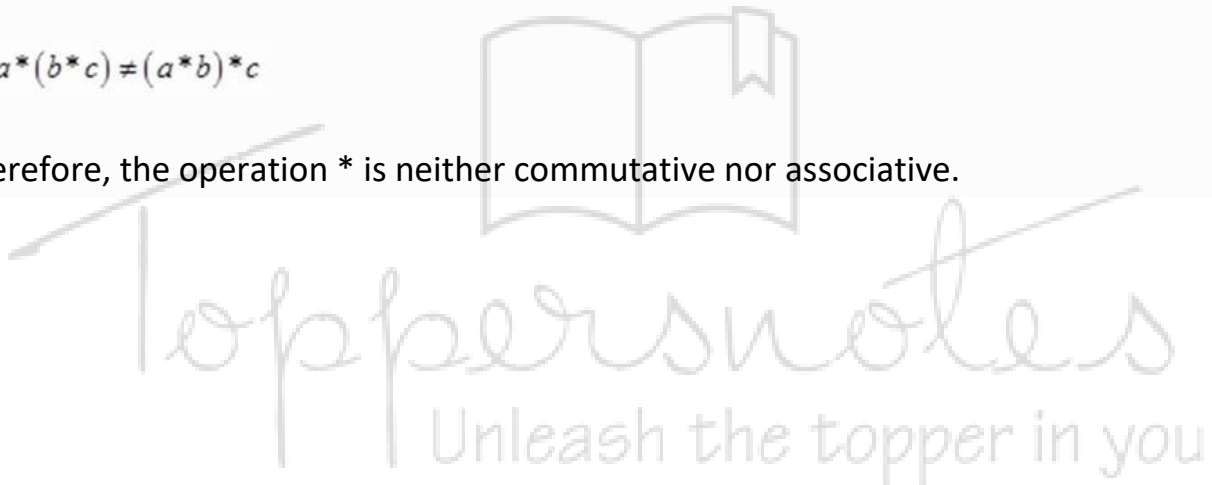 a*(b*c)≠(a*b)*c
erefore, the operation * is neither commutative nor associative.
Toppersnotes
Unleash the topper in you